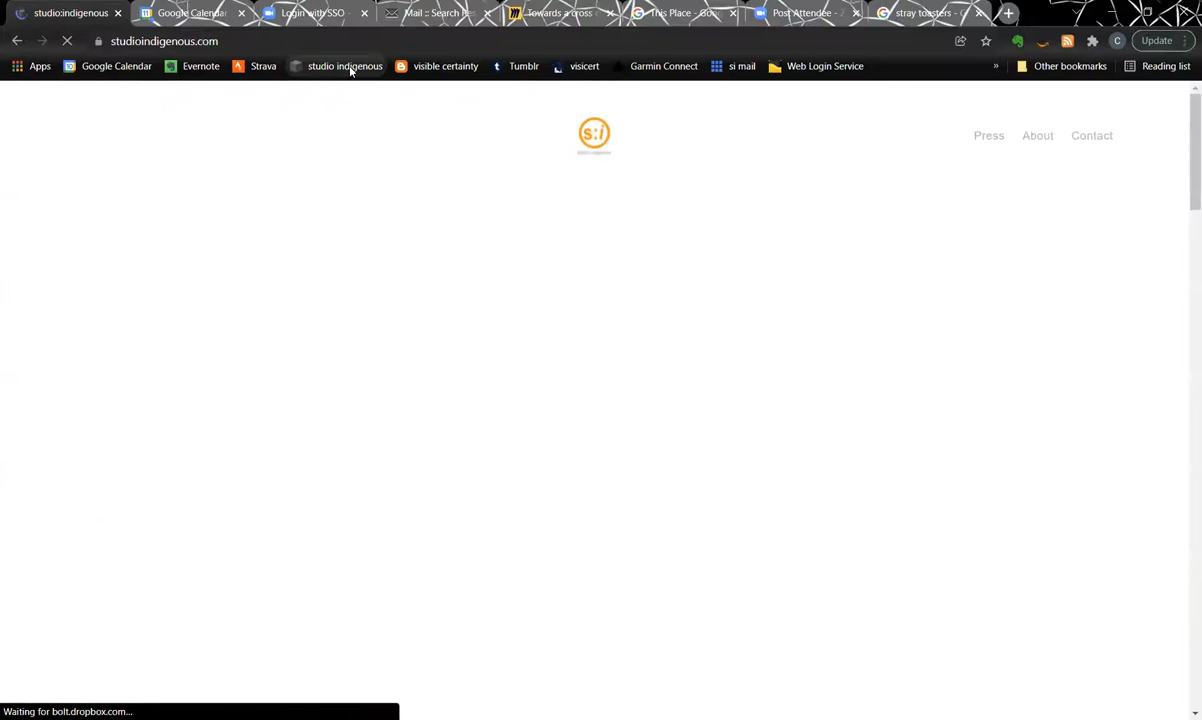 studio:indigenous
Google Calendar
Login with SSO
Mail :: Search Re
Towards a cross
This Place - Goo
Post Attendee - Z
stray toasters - G
studioindigenous.com
C
Update
Apps
Google Calendar
Evernote
Strava
studio indigenous
visible certainty
Tumblr
visicert
Garmin Connect
si mail
Web Login Service
»
Other bookmarks
Reading list
s:i
Press
About
Contact
Waiting for bolt.dropbox.com...